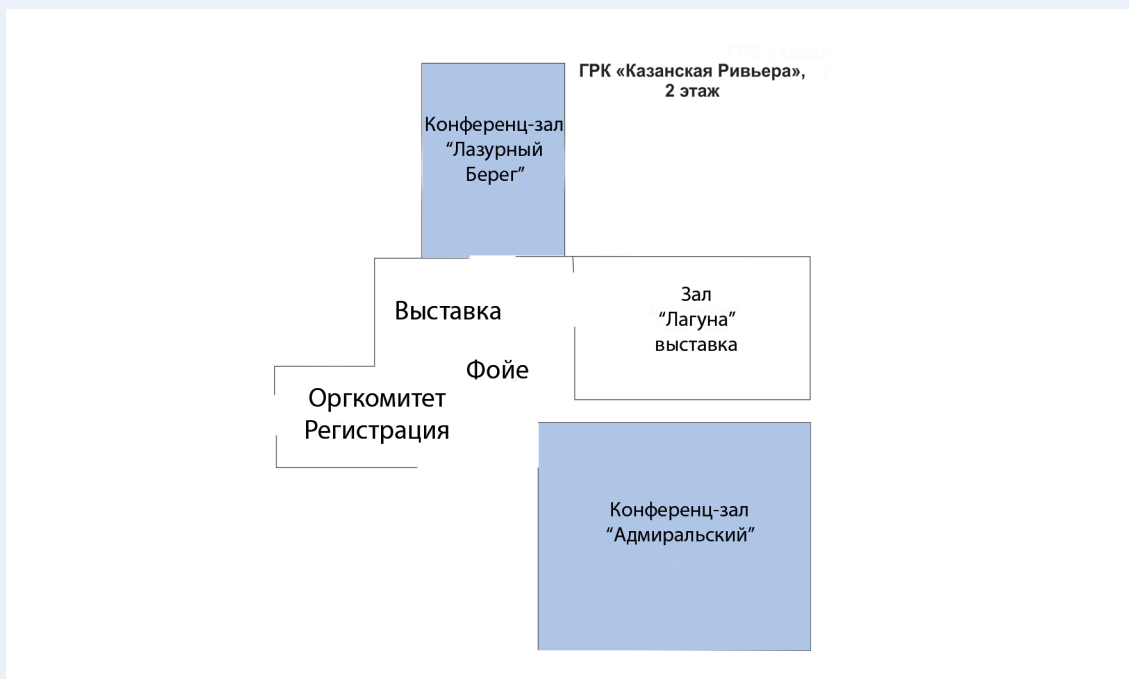 ГРК «Казанская Ривьера»,
2 этаж
Конференц-зал
“Лазурный
Берег”
Выставка
Зал
“Лагуна”
выставка
Фойе
Оргкомитет
Регистрация
Конференц-зал
“Адмиральский”